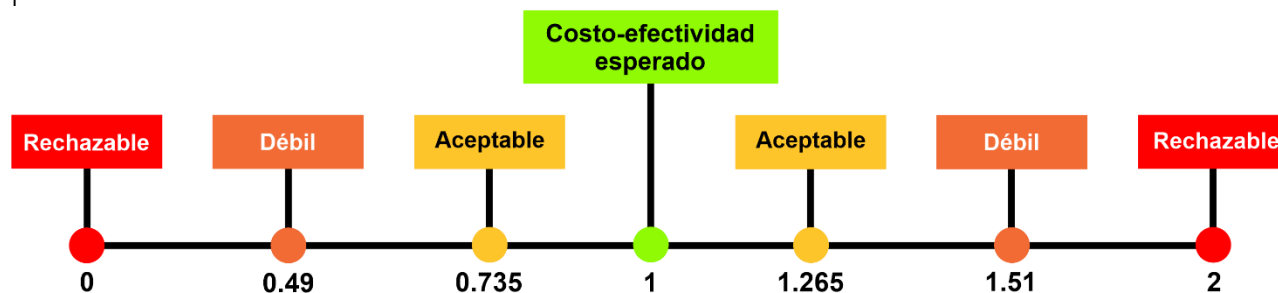 Costo-efectividad
esperado
Rechazable
Débil
Aceptable
Aceptable
Débil
Rechazable
0
0.49
0.735
1
1.265
1.51
2